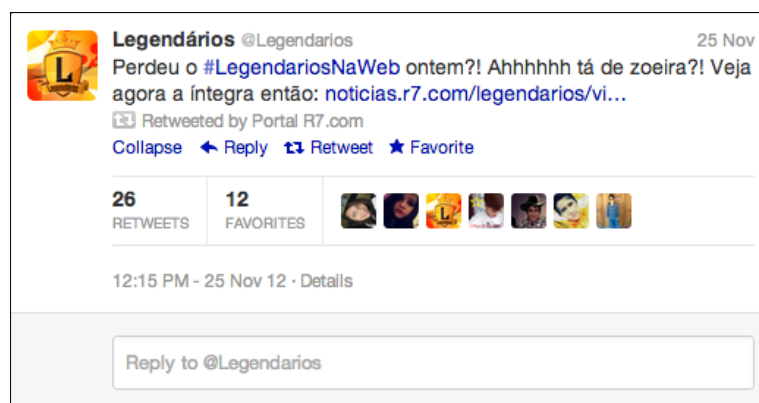 Legendários @Legendarios 25 Nov
Perdeu o #LegendariosNaWeb ontem?! Ahhhhhh tá de zoeira?! Veja
agora a íntegra então: noticias.r7.com/legendarios/vi...
Retweeted by Portal R7.com
Collapse Reply Retweet Favorite
26 12
RETWEETS FAVORITES
12:15 PM - 25 Nov 12 · Details
Reply to @Legendarios